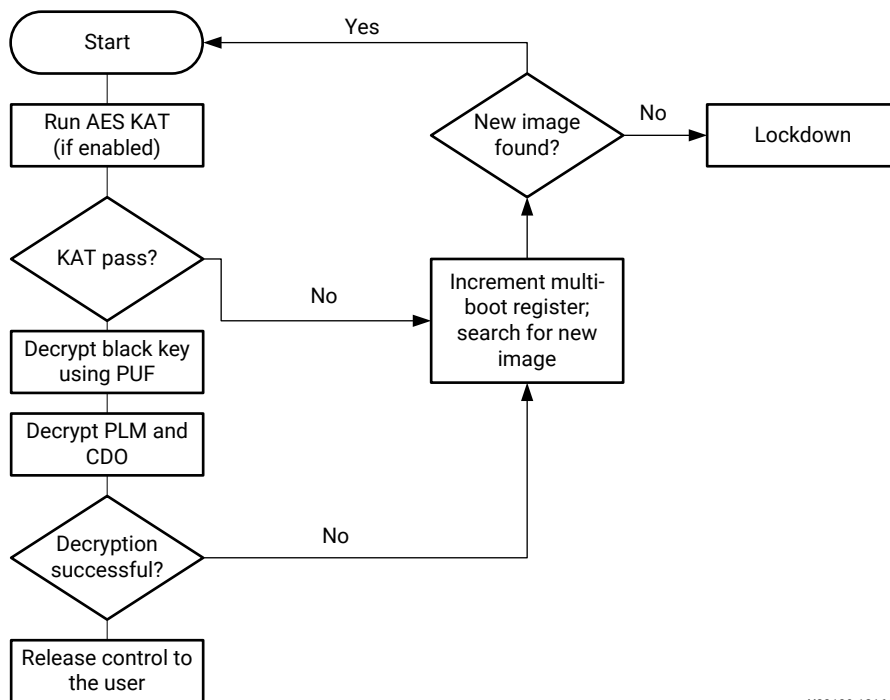 Start
Yes
Run AES KAT
(if enabled)
New image
found?
No
Lockdown
KAT pass?
No
Increment multi-
boot register;
search for new
image
Decrypt black key
using PUF
Decrypt PLM and
CDO
Decryption
successful?
No
Release control to
the user